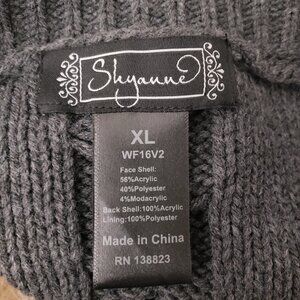 Shyanne
XL
WF16V2
Face Shell:
56%Acrylic
40%Polyester
4%Modacrylic
Back Shell:100%Acrylic
Lining:100%Polyester
Made in China
RN 138823